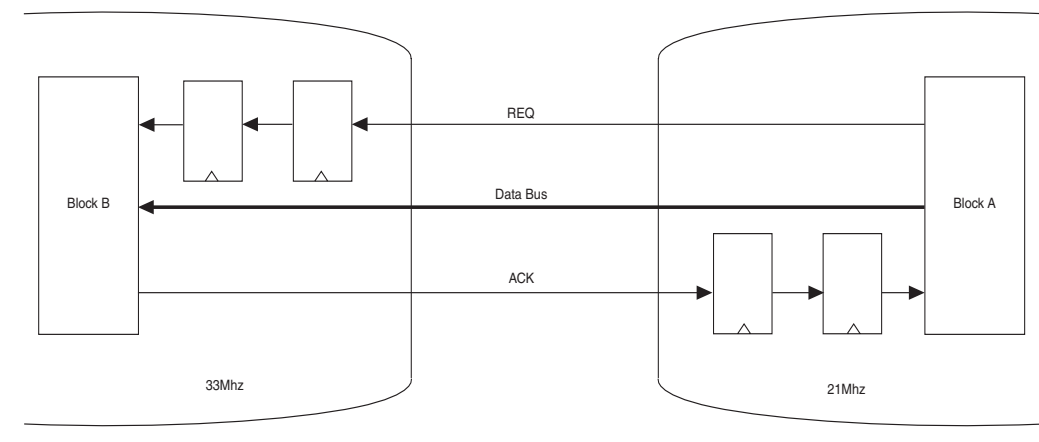 REQ
Block B
Data Bus
Block A
ACK
33Mhz
21Mhz